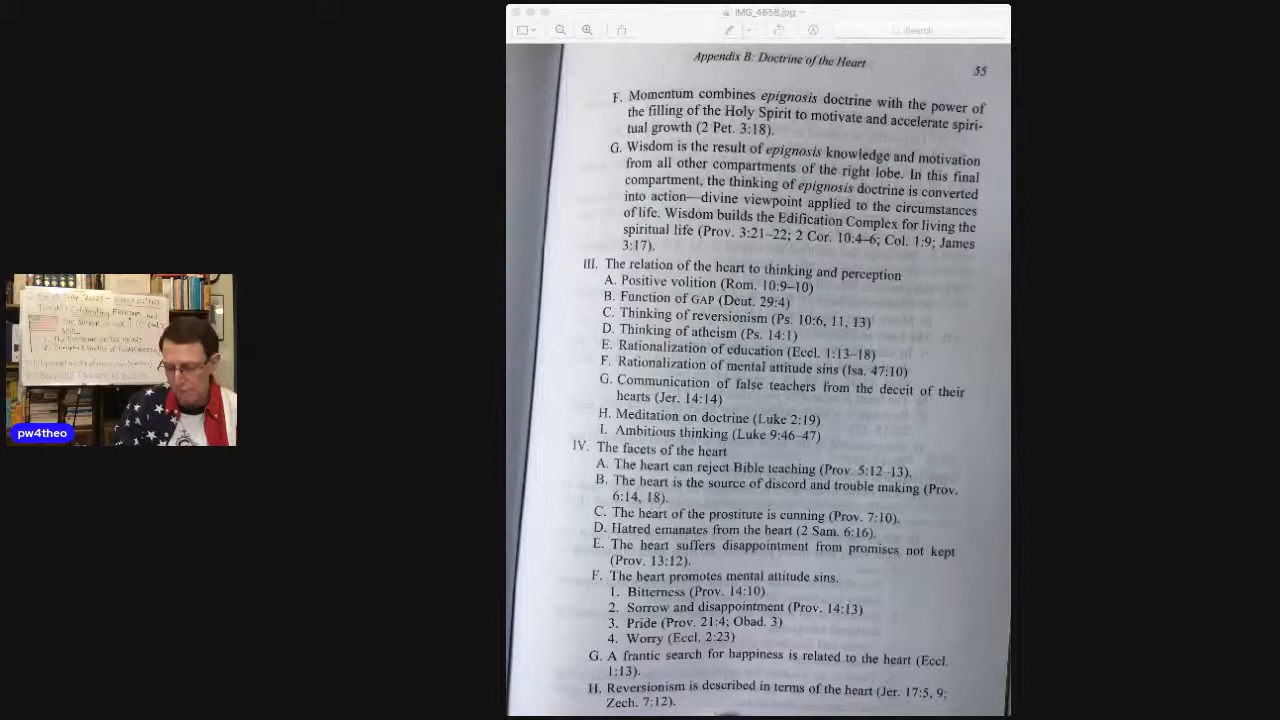 IMG_4658.jpg
Search
Appendix B: Doctrine of the Heart
55
F. Momentum combines epignosis doctrine with the power of
the filling of the Holy Spirit to motivate and accelerate spiri-
tual growth (2 Pet. 3:18).
G. Wisdom is the result of epignosis knowledge and motivation
from all other compartments of the right lobe. In this final
compartment, the thinking of epignosis doctrine is converted
into action—divine viewpoint applied to the circumstances
of life. Wisdom builds the Edification Complex for living the
spiritual life (Prov. 3:21–22; 2 Cor. 10:4–6; Col. 1:9; James
3:17).
III. The relation of the heart to thinking and perception
A. Positive volition (Rom. 10:9–10)
B. Function of GAP (Deut. 29:4)
C. Thinking of reversionism (Ps. 10:6, 11, 13)
D. Thinking of atheism (Ps. 14:1)
E. Rationalization of education (Eccl. 1:13–18)
F. Rationalization of mental attitude sins (Isa. 47:10)
G. Communication of false teachers from the deceit of their
hearts (Jer. 14:14)
H. Meditation on doctrine (Luke 2:19)
I. Ambitious thinking (Luke 9:46–47)
IV. The facets of the heart
A. The heart can reject Bible teaching (Prov. 5:12–13).
B. The heart is the source of discord and trouble making (Prov.
6:14, 18).
C. The heart of the prostitute is cunning (Prov. 7:10).
D. Hatred emanates from the heart (2 Sam. 6:16).
E. The heart suffers disappointment from promises not kept
(Prov. 13:12).
F. The heart promotes mental attitude sins.
1. Bitterness (Prov. 14:10)
2. Sorrow and disappointment (Prov. 14:13)
3. Pride (Prov. 21:4; Obad. 3)
4. Worry (Eccl. 2:23)
G. A frantic search for happiness is related to the heart (Eccl.
1:13).
H. Reversionism is described in terms of the heart (Jer. 17:5, 9;
Zech. 7:12).
pw4theo